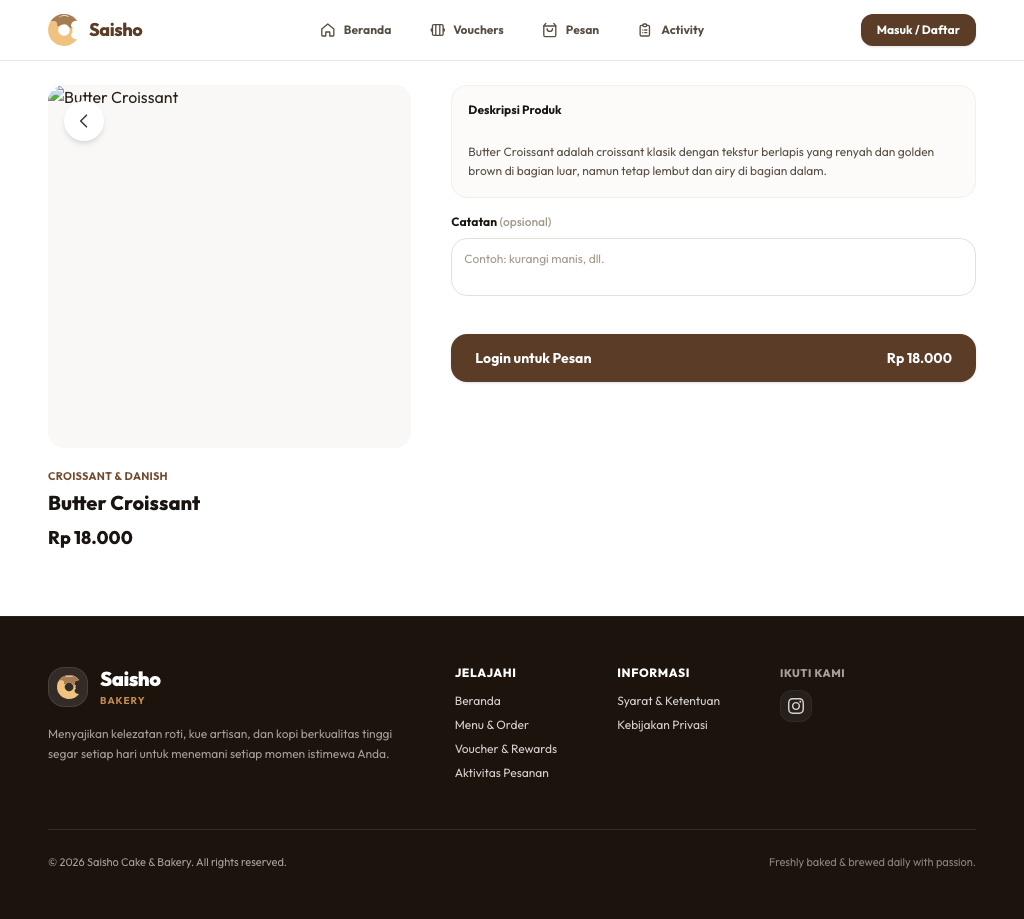 Saisho
Beranda
Vouchers
Pesan
Activity
Masuk / Daftar
Butter Croissant
CROISSANT & DANISH
Butter Croissant
Rp 18.000
Deskripsi Produk
Butter Croissant adalah croissant klasik dengan tekstur berlapis yang renyah dan golden
brown di bagian luar, namun tetap lembut dan airy di bagian dalam.
Catatan (opsional)
Contoh: kurangi manis, dll.
Login untuk Pesan Rp 18.000
Saisho
BAKERY
Menyajikan kelezatan roti, kue artisan, dan kopi berkualitas tinggi
segar setiap hari untuk menemani setiap momen istimewa Anda.
JELAJAHI
Beranda
Menu & Order
Voucher & Rewards
Aktivitas Pesanan
INFORMASI
Syarat & Ketentuan
Kebijakan Privasi
IKUTI KAMI
© 2026 Saisho Cake & Bakery. All rights reserved.
Freshly baked & brewed daily with passion.